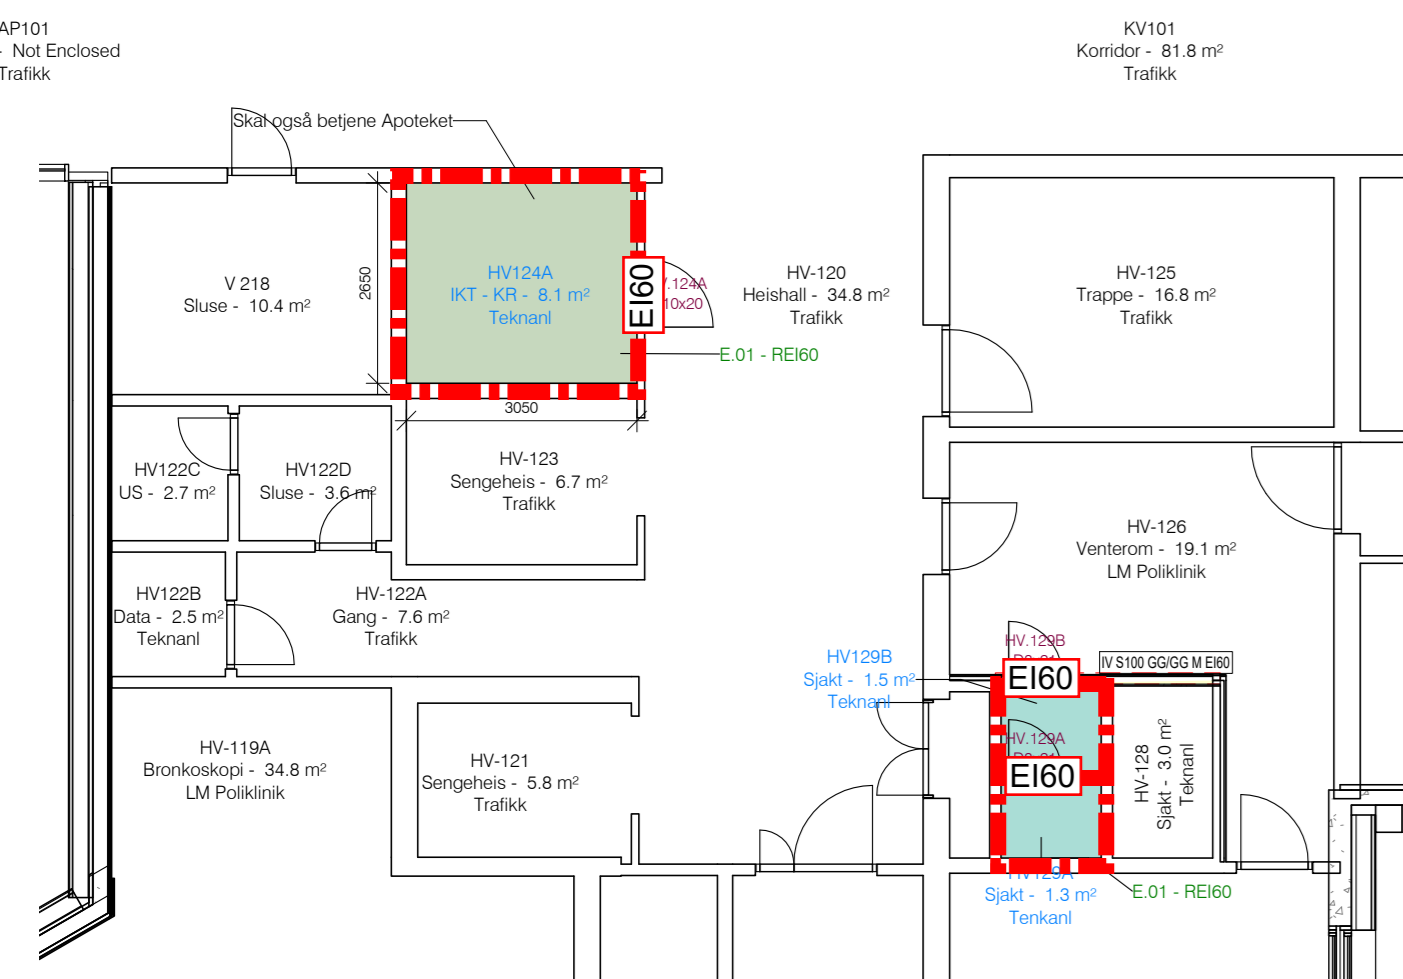 AP101
- Not Enclosed
Trafikk
KV101
Korridor - 81.8 m²
Trafikk
Skal også betjene Apoteket
V 218
Sluse - 10.4 m²
2650
HV124A
IKT - KR - 8.1 m²
Teknanl
EI60
.124A
10x20
HV-120
Heishall - 34.8 m²
Trafikk
HV-125
Trappe - 16.8 m²
Trafikk
E.01 - REI60
3050
HV-123
Sengeheis - 6.7 m²
Trafikk
HV122C
US - 2.7 m²
HV122D
Sluse - 3.6 m²
HV-126
Venterom - 19.1 m²
LM Poliklinik
HV122B
Data - 2.5 m²
Teknanl
HV-122A
Gang - 7.6 m²
Trafikk
HV129B
Sjakt - 1.5 m²
Teknanl
HV.129B
EI60
IV S100 GG/GG M EI60
HV-119A
Bronkoskopi - 34.8 m²
LM Poliklinik
HV-121
Sengeheis - 5.8 m²
Trafikk
HV.129A
EI60
HV-128
Sjakt - 3.0 m²
Teknanl
HV129A
Sjakt - 1.3 m²
Tenkanl
E.01 - REI60